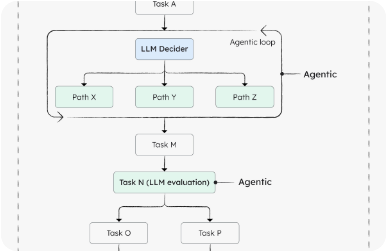 Task A
Agentic loop
LLM Decider
Agentic
Path X
Path Y
Path Z
Task M
Task N (LLM evaluation)
Agentic
Task O
Task P